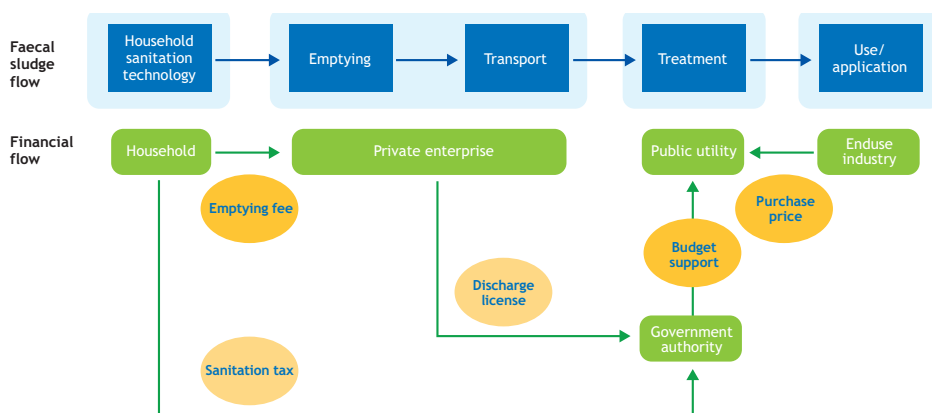 Faecal
sludge
flow
Household
sanitation
technology
Emptying
Transport
Treatment
Use/
application
Financial
flow
Household
Private enterprise
Public utility
Enduse
industry
Emptying fee
Purchase
price
Budget
support
Discharge
license
Government
authority
Sanitation tax